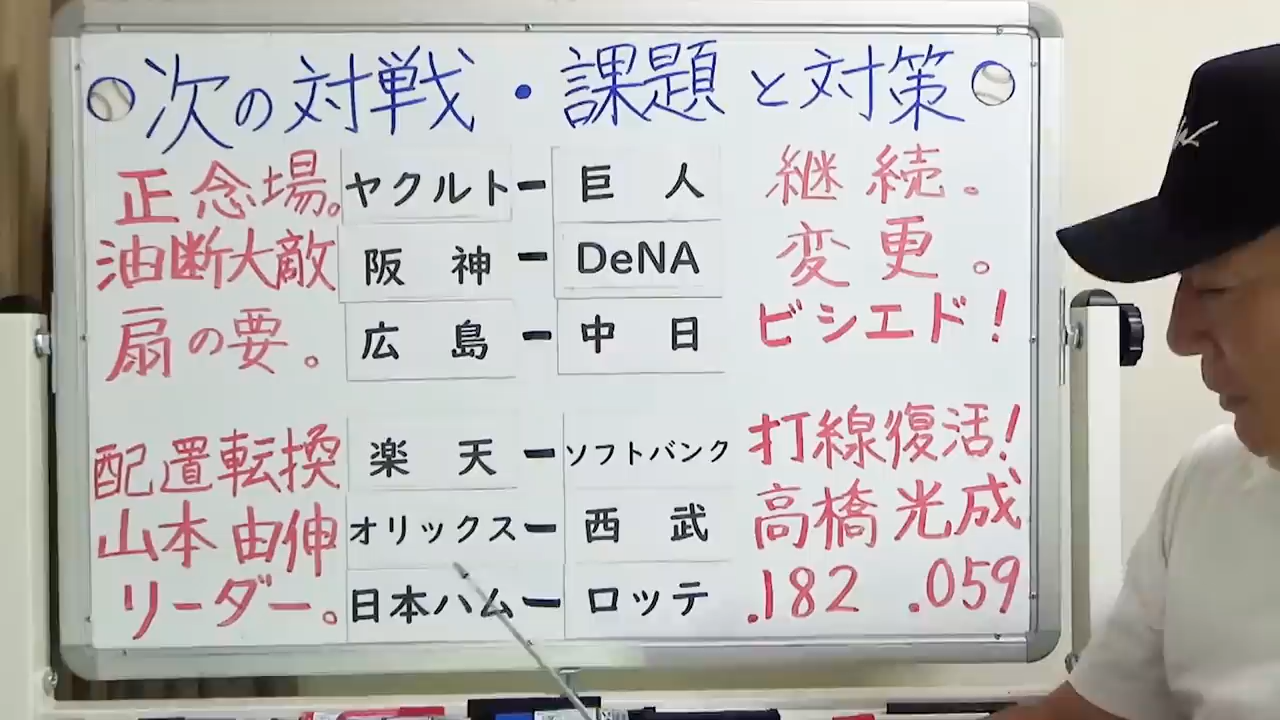 次の対戦・課題と対策
正念場。ヤクルトー巨人 継続。
油断大敵 阪神ーDeNA 変更。
扇の要。広島ー中日 ビシエド!
配置転換 楽天ーソフトバンク 打線復活!
山本由伸 オリックスー西武 高橋光成
リーダー。日本ハムーロッテ .182 .059